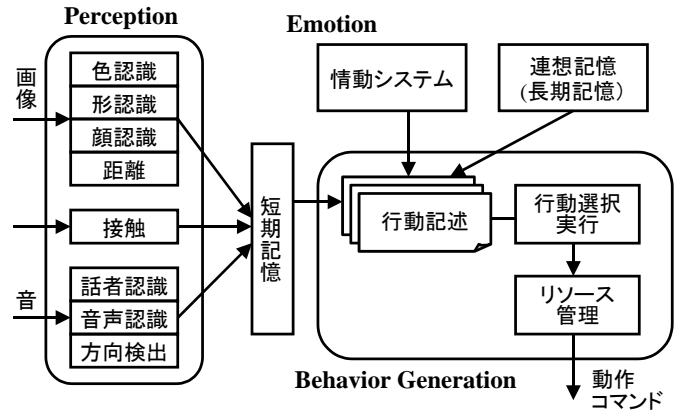 Perception
Emotion
画像
色認識
形認識
顔認識
距離
接触
音
話者認識
音声認識
方向検出
短期記憶
情動システム
連想記憶
(長期記憶)
行動記述
行動選択
実行
リソース
管理
Behavior Generation
動作
コマンド